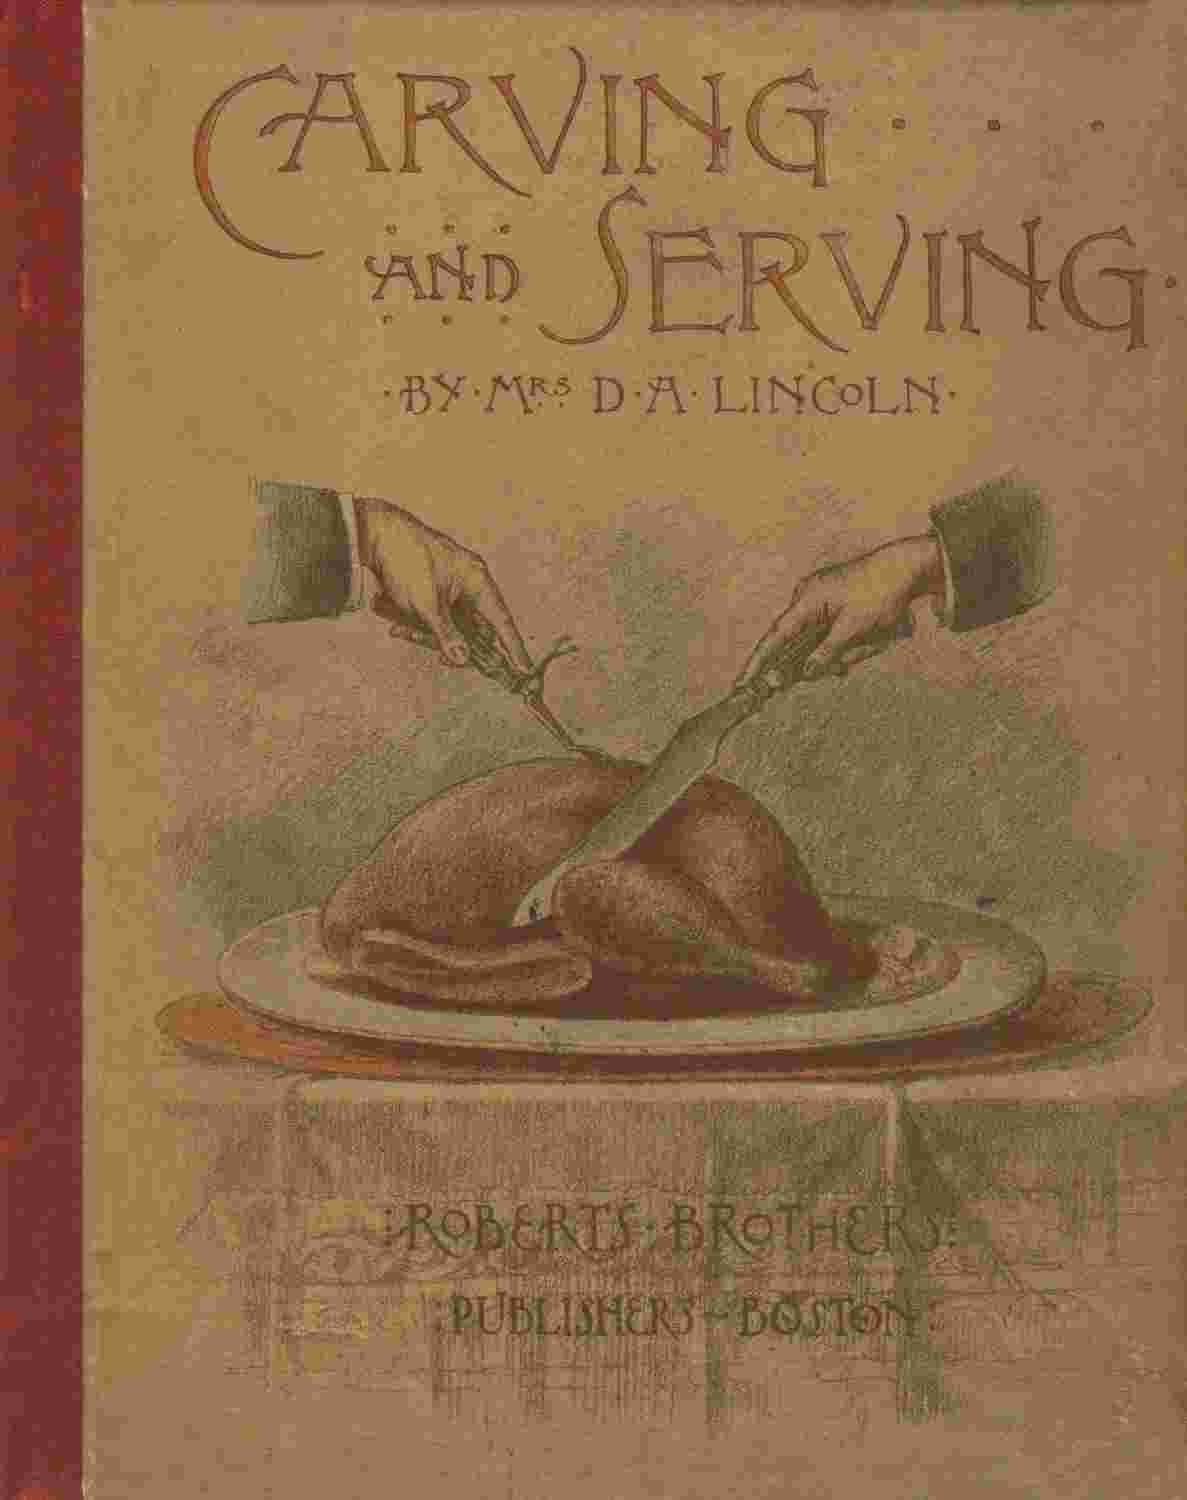 CARVING
AND SERVING
BY MRS D. A. LINCOLN
ROBERTS BROTHERS
PUBLISHERS - BOSTON